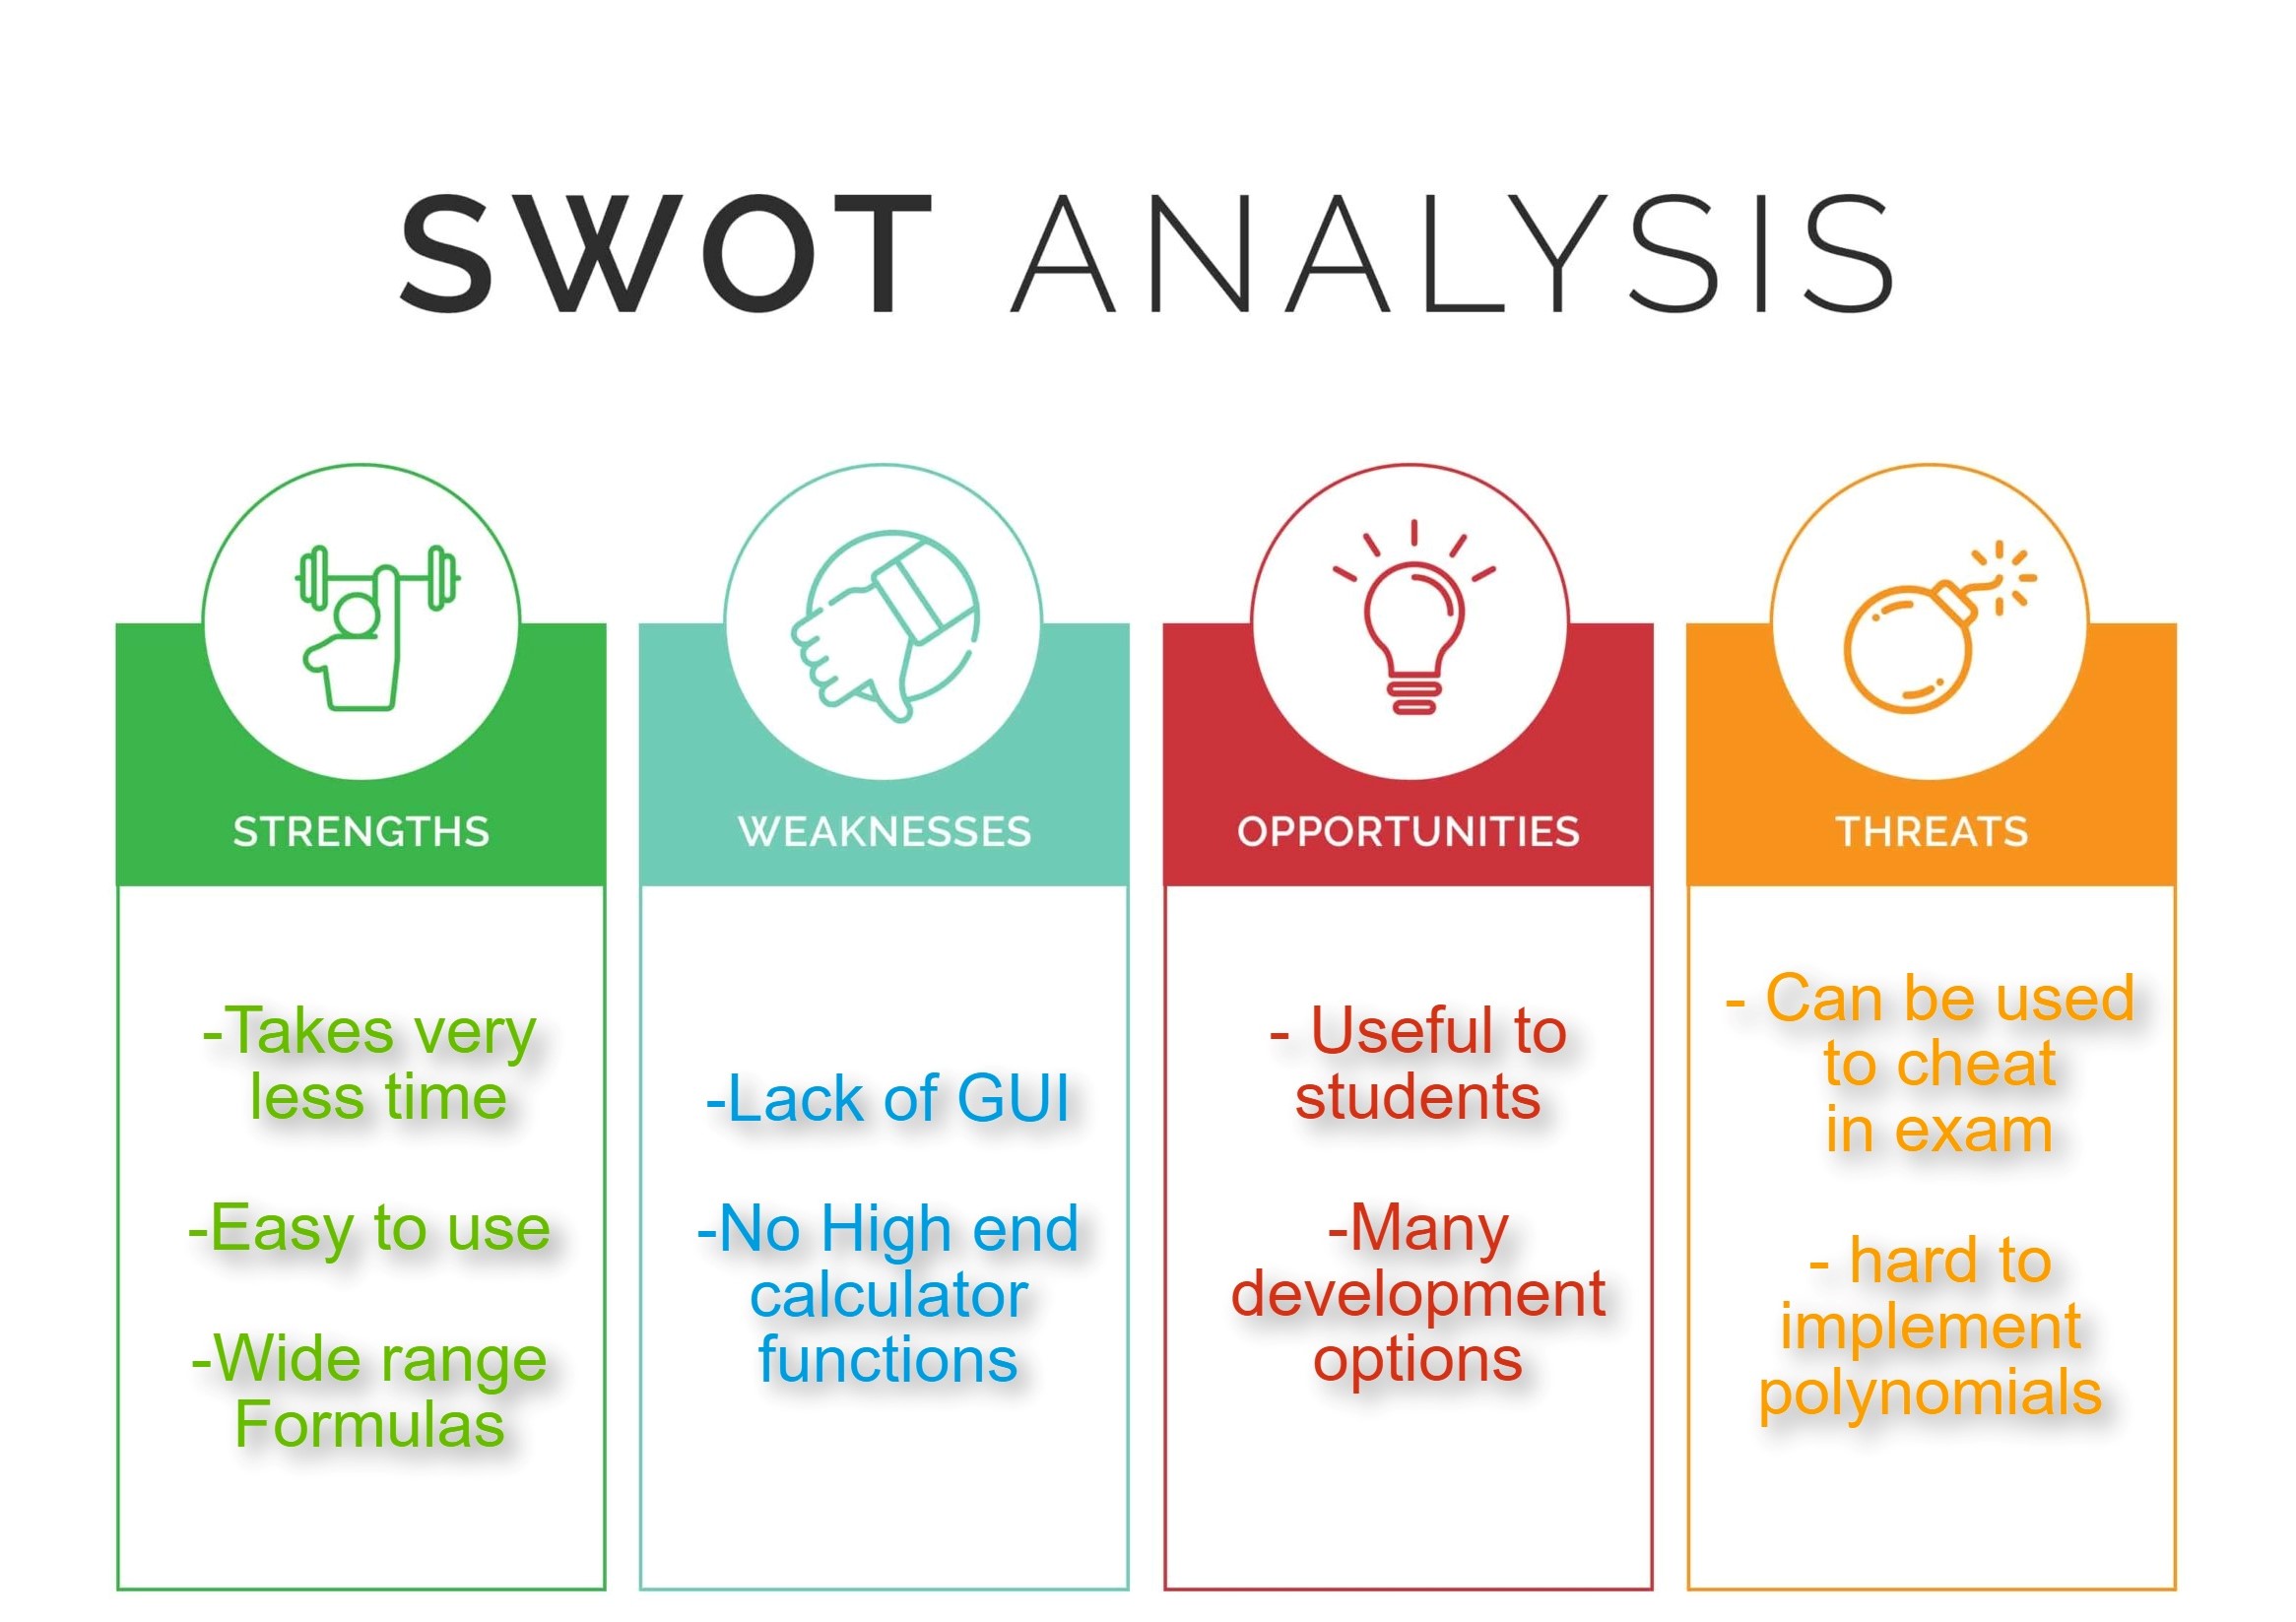 SWOT ANALYSIS
STRENGTHS
-Takes very
less time
-Easy to use
-Wide range
Formulas
WEAKNESSES
-Lack of GUI
-No High end
calculator
functions
OPPORTUNITIES
- Useful to
students
-Many
development
options
THREATS
- Can be used
to cheat
in exam
- hard to
implement
polynomials